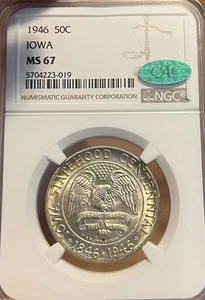 1946 50C
IOWA
MS 67
5704223-019
NUMISMATIC GUARANTY CORPORATION
CAC
NGC
IOWA STATEHOOD CENTENNIAL
1846 1946